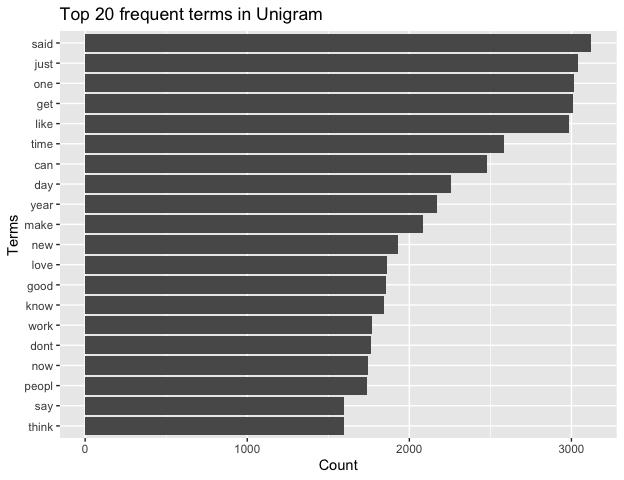 Top 20 frequent terms in Unigram
said
just
one
get
like
time
can
day
year
make
new
love
good
know
work
dont
now
peopl
say
think
Terms
0 1000 2000 3000
Count